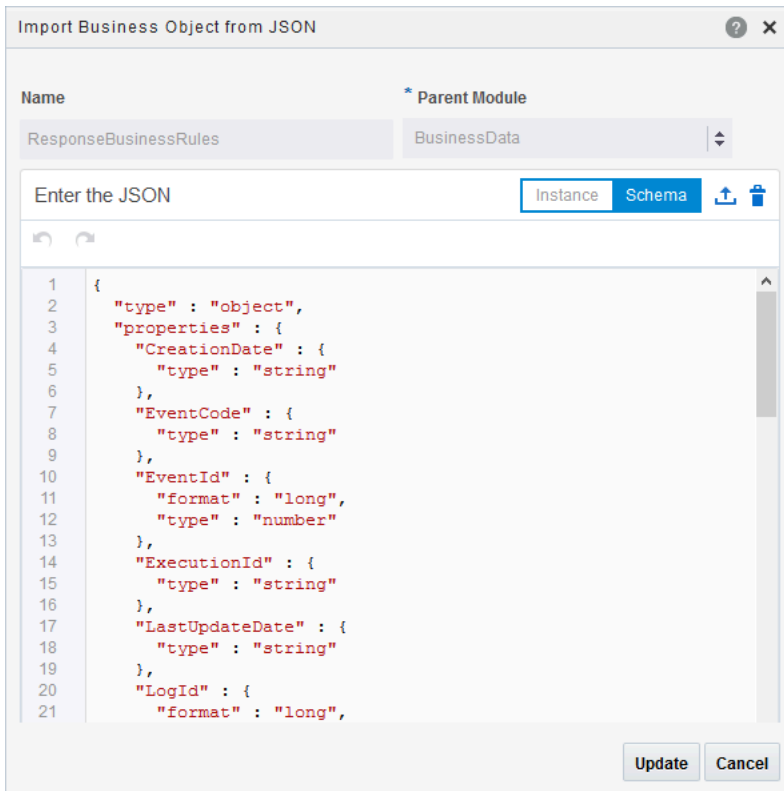 Import Business Object from JSON
Name
* Parent Module
ResponseBusinessRules
BusinessData
Enter the JSON
Instance
Schema
1 {
2   "type" : "object",
3   "properties" : {
4     "CreationDate" : {
5       "type" : "string"
6     },
7     "EventCode" : {
8       "type" : "string"
9     },
10     "EventId" : {
11       "format" : "long",
12       "type" : "number"
13     },
14     "ExecutionId" : {
15       "type" : "string"
16     },
17     "LastUpdateDate" : {
18       "type" : "string"
19     },
20     "LogId" : {
21       "format" : "long",
Update
Cancel